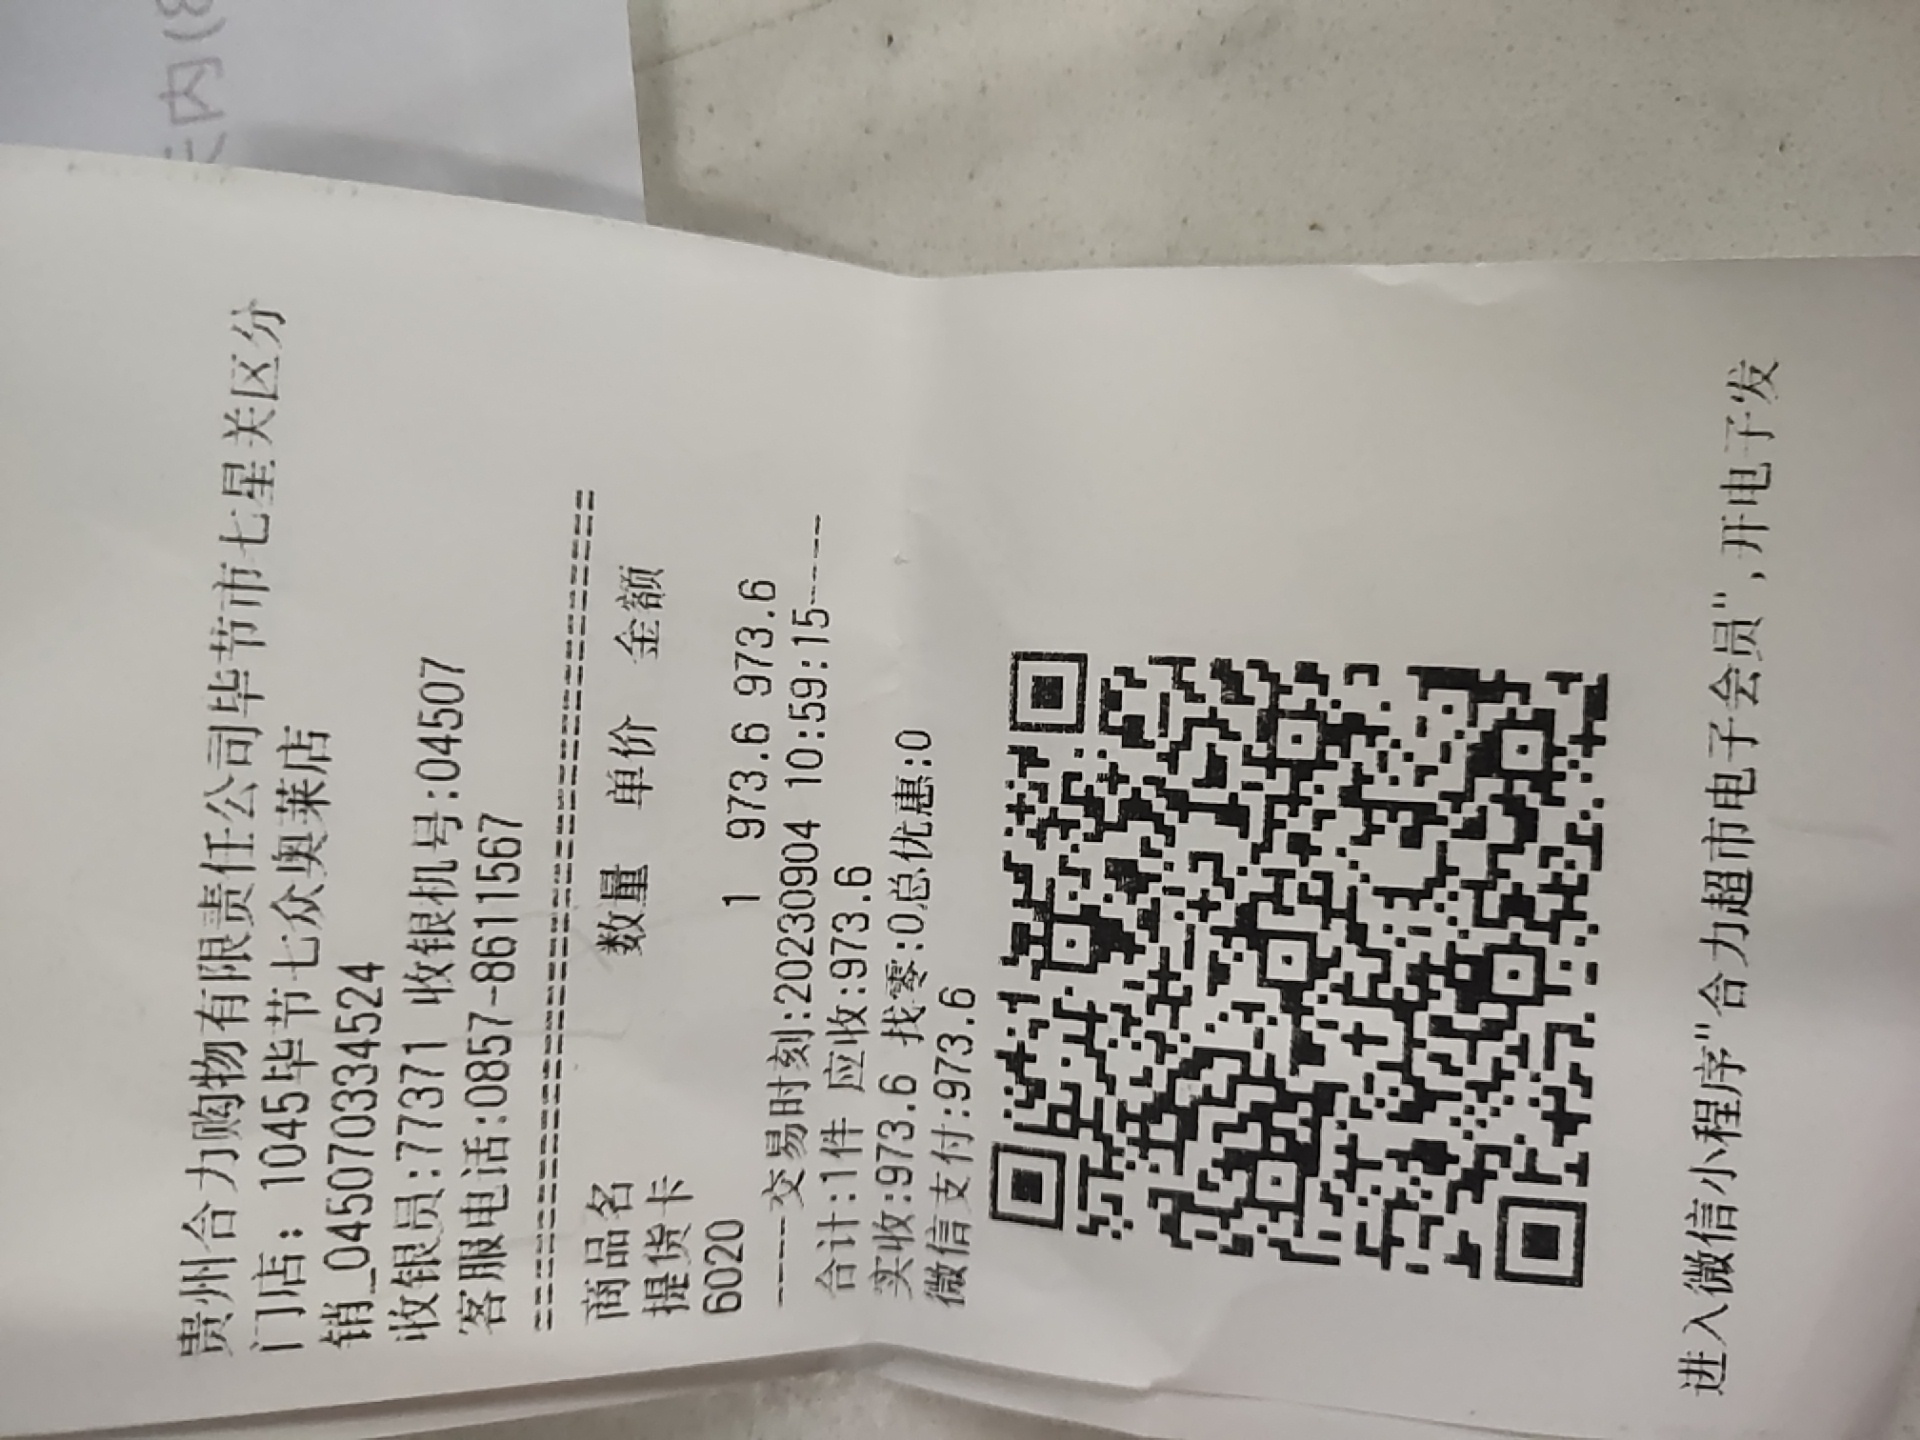 贵州合力购物有限责任公司毕节市七星关区分
门店：1045毕节七众奥莱店
销_045070334524
收银员:77371 收银机号:04507
客服电话:0857-8611567
================================
商品名 数量 单价 金额
提货卡
6020 1 973.6 973.6
-----交易时刻:20230904 10:59:15-----
合计:1件 应收:973.6
实收:973.6 找零:0总优惠:0
微信支付:973.6
进入微信小程序"合力超市电子会员",开电子发
内(8